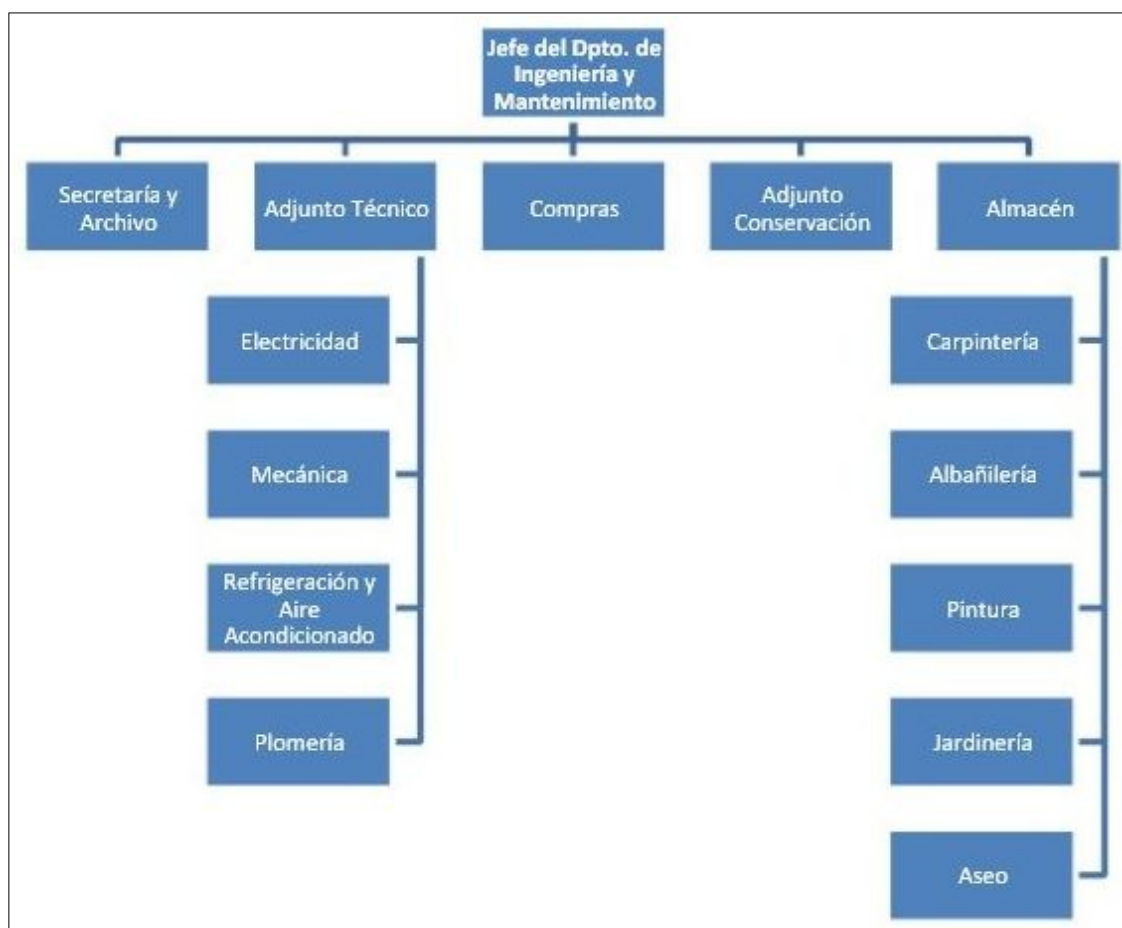 Jefe del Dpto. de
Ingeniería y
Mantenimiento
Secretaría y
Archivo
Adjunto Técnico
Compras
Adjunto
Conservación
Almacén
Electricidad
Mecánica
Refrigeración y
Aire
Acondicionado
Plomería
Carpintería
Albañilería
Pintura
Jardinería
Aseo